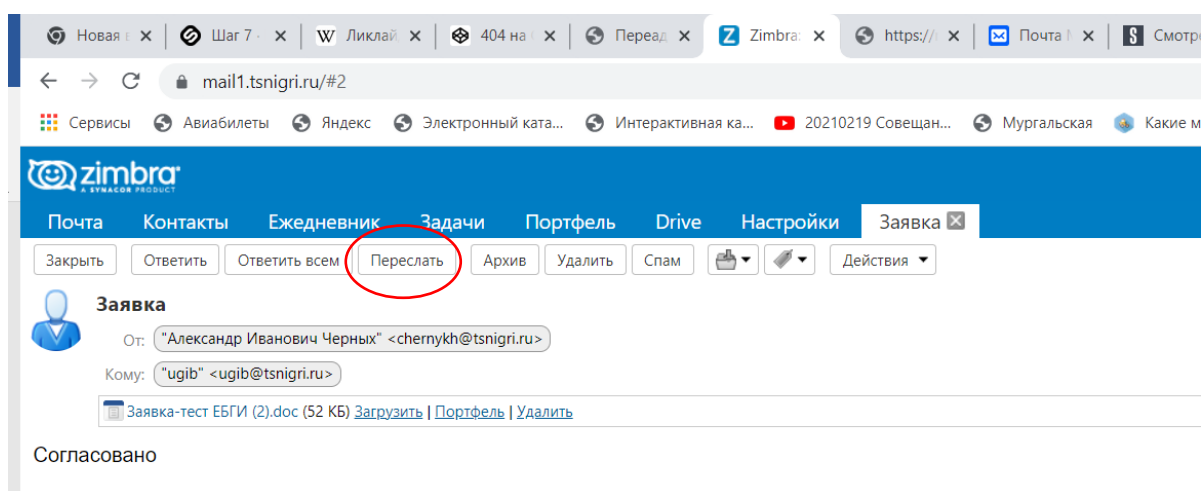 Новая Шаг 7 - Ликлай 404 на Переад Zimbra: https:// Почта Смотр
mail1.tsnigri.ru/#2
Сервисы Авиабилеты Яндекс Электронный ката... Интерактивная ка... 20210219 Совещан... Мургальская Какие м
zimbra
A SYNACOR PRODUCT
Почта Контакты Ежедневник Задачи Портфель Drive Настройки Заявка
Закрыть Ответить Ответить всем Переслать Архив Удалить Спам Действия
Заявка
От: "Александр Иванович Черных" <chernykh@tsnigri.ru>
Кому: "ugib" <ugib@tsnigri.ru>
Заявка-тест ЕБГИ (2).doc (52 КБ) Загрузить | Портфель | Удалить
Согласовано